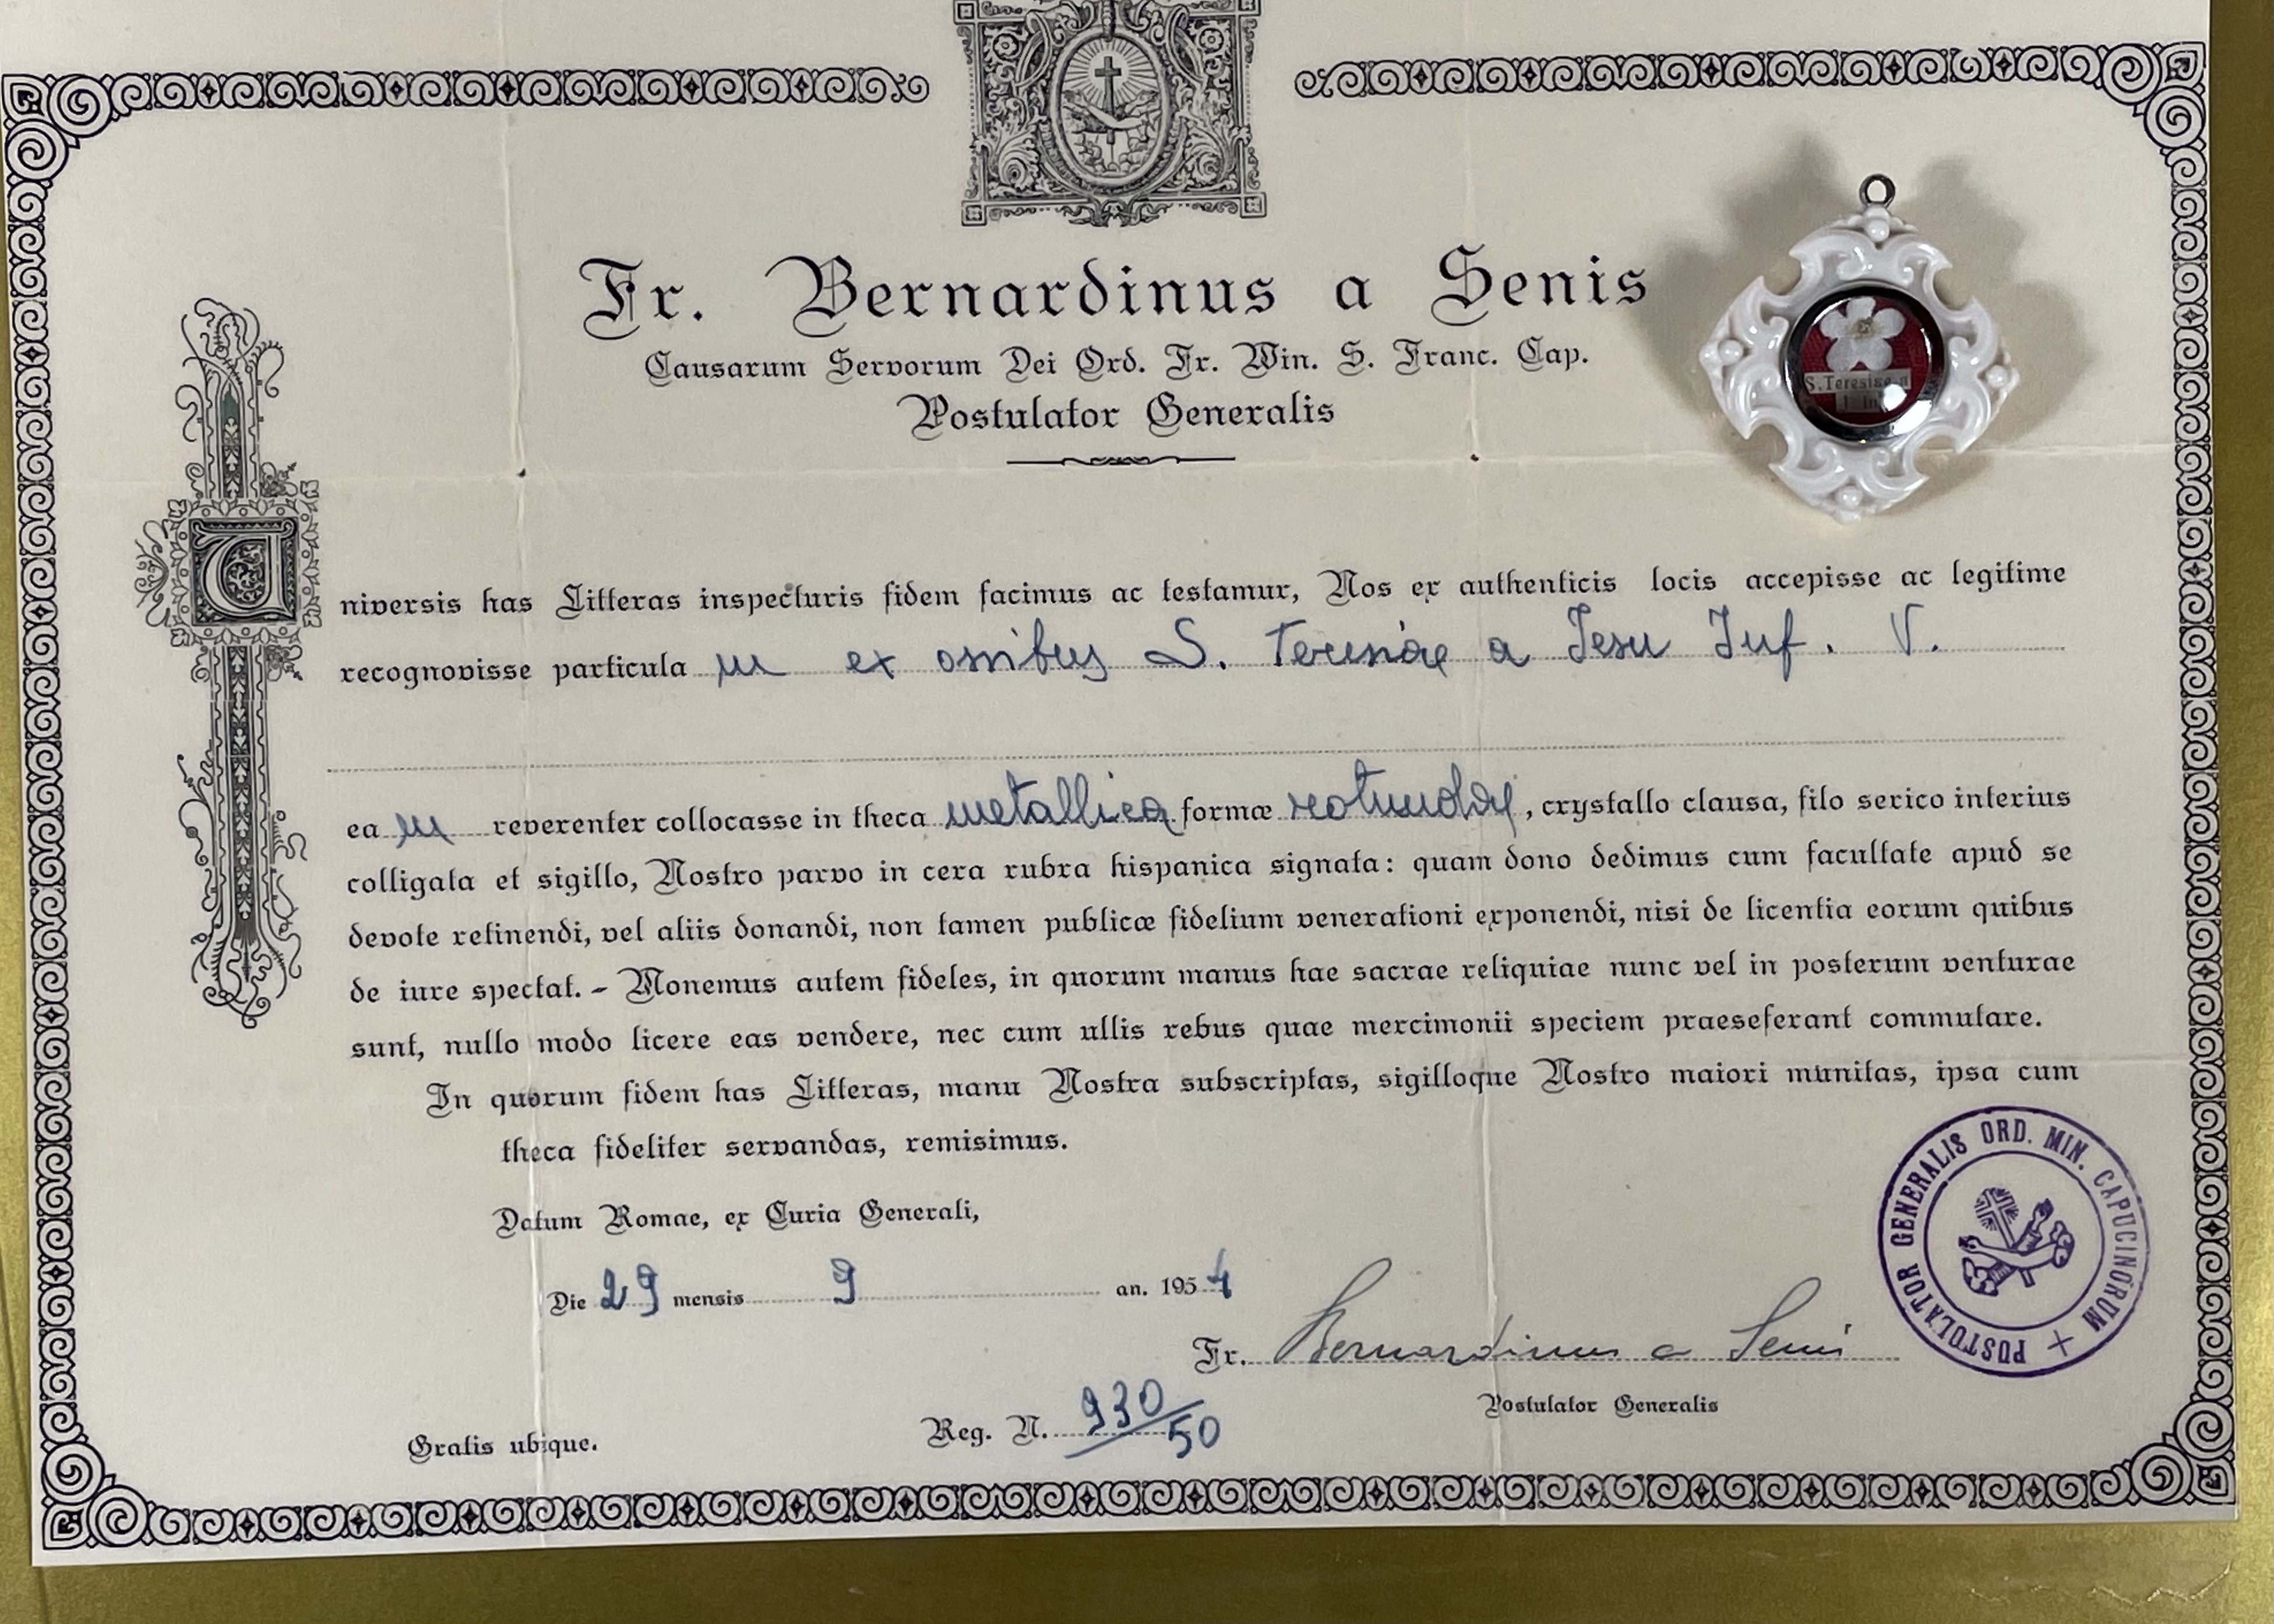 Fr. Bernardinus a Senis
Causarum Servorum Dei Ord. Fr. Min. S. Franc. Cap.
Postulator Generalis
S. Teresiae a
J. In
Universis has Litteras inspecturis fidem facimus ac testamur, Nos ex authenticis locis accepisse ac legitime
recognovisse particula m ex ossibus S. Teresiae a Jesu Inf. V.
ea m reverenter collocasse in theca metallica formæ rotundae, crystallo clausa, filo serico interius
colligata et sigillo, Nostro parvo in cera rubra hispanica signata: quam dono dedimus cum facultate apud se
devote retinendi, vel aliis donandi, non tamen publicæ fidelium venerationi exponendi, nisi de licentia eorum quibus
de iure spectat. - Monemus autem fideles, in quorum manus hae sacrae reliquiae nunc vel in posterum venturae
sunt, nullo modo licere eas vendere, nec cum ullis rebus quae mercimonii speciem praeseferant commutare.
In quorum fidem has Litteras, manu Nostra subscriptas, sigilloque Nostro maiori munitas, ipsa cum
theca fideliter servandas, remisimus.
Datum Romae, ex Curia Generali,
Die 29 mensis 9 an. 1954
Fr. Bernardinus a Senis
Postulator Generalis
Reg. N. 930/50
Gratis ubique.
POSTULATOR GENERALIS ORD. MIN. CAPUCINORUM